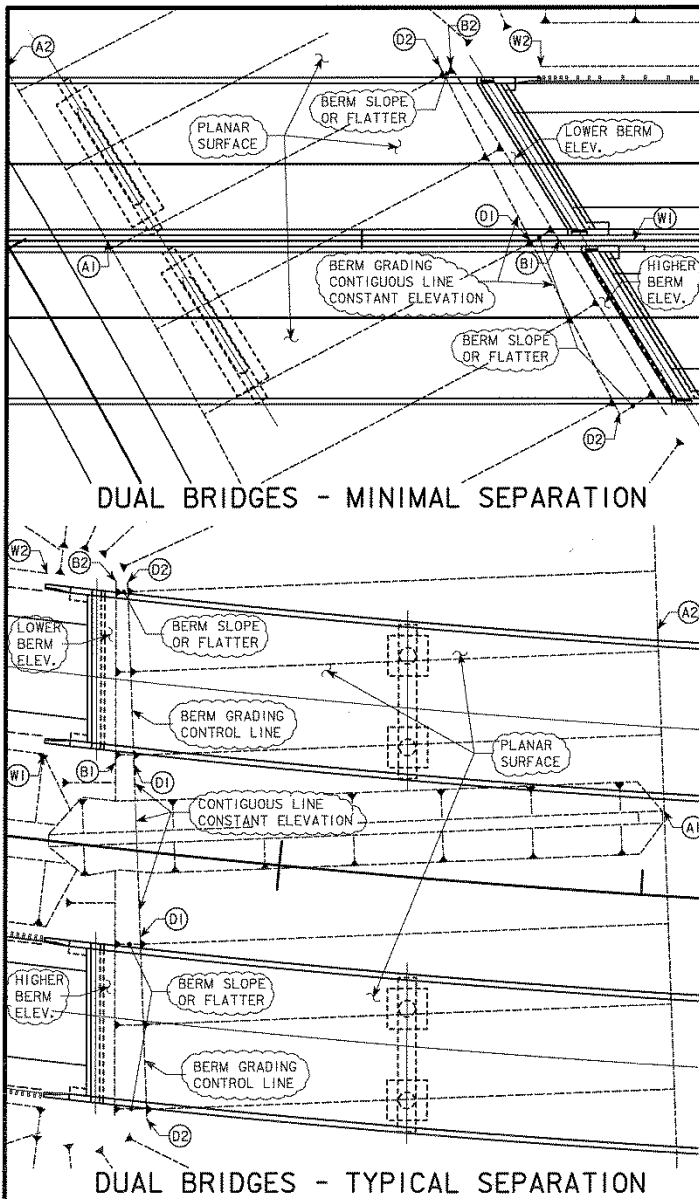 A2
D2
B2
W2
BERM SLOPE
OR FLATTER
PLANAR
SURFACE
LOWER BERM
ELEV.
D1
W1
A1
B1
BERM GRADING
CONTIGUOUS LINE
CONSTANT ELEVATION
HIGHER
BERM
ELEV.
BERM SLOPE
OR FLATTER
D2
DUAL BRIDGES - MINIMAL SEPARATION
W2
B2
D2
A2
LOWER
BERM
ELEV.
BERM SLOPE
OR FLATTER
BERM GRADING
CONTROL LINE
PLANAR
SURFACE
W1
B1
D1
CONTIGUOUS LINE
CONSTANT ELEVATION
A1
D1
HIGHER
BERM
ELEV.
BERM SLOPE
OR FLATTER
BERM GRADING
CONTROL LINE
D2
DUAL BRIDGES - TYPICAL SEPARATION